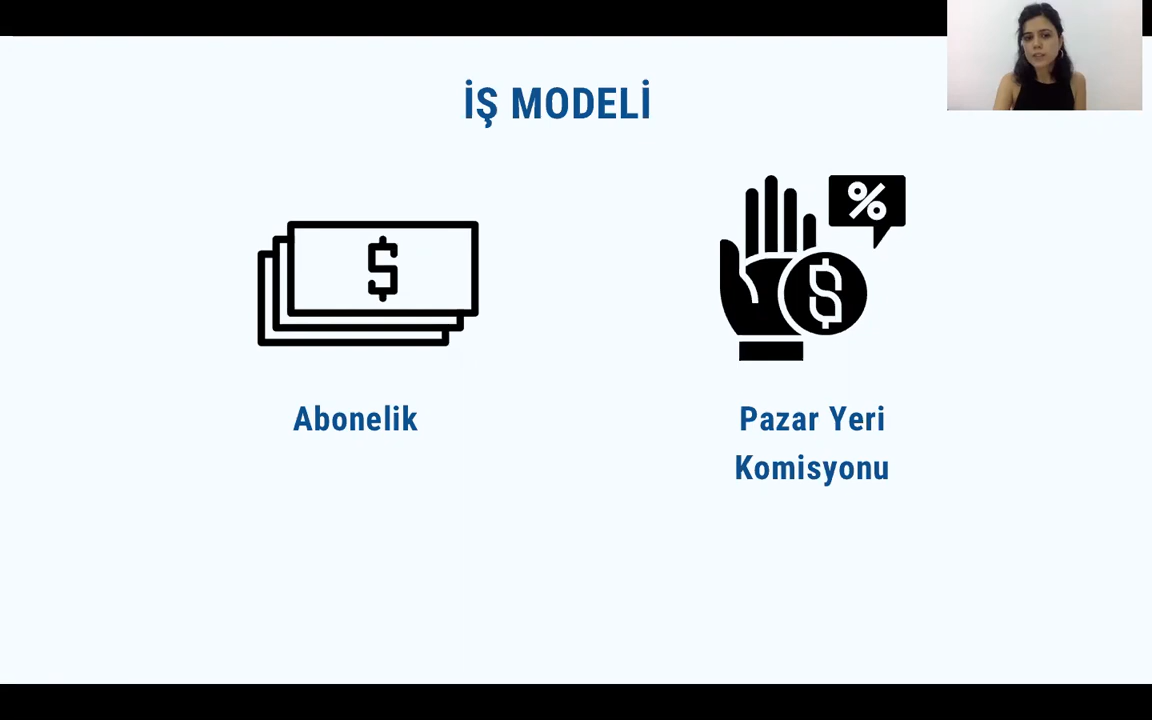 İŞ MODELİ
%
$
$
Abonelik
Pazar Yeri
Komisyonu